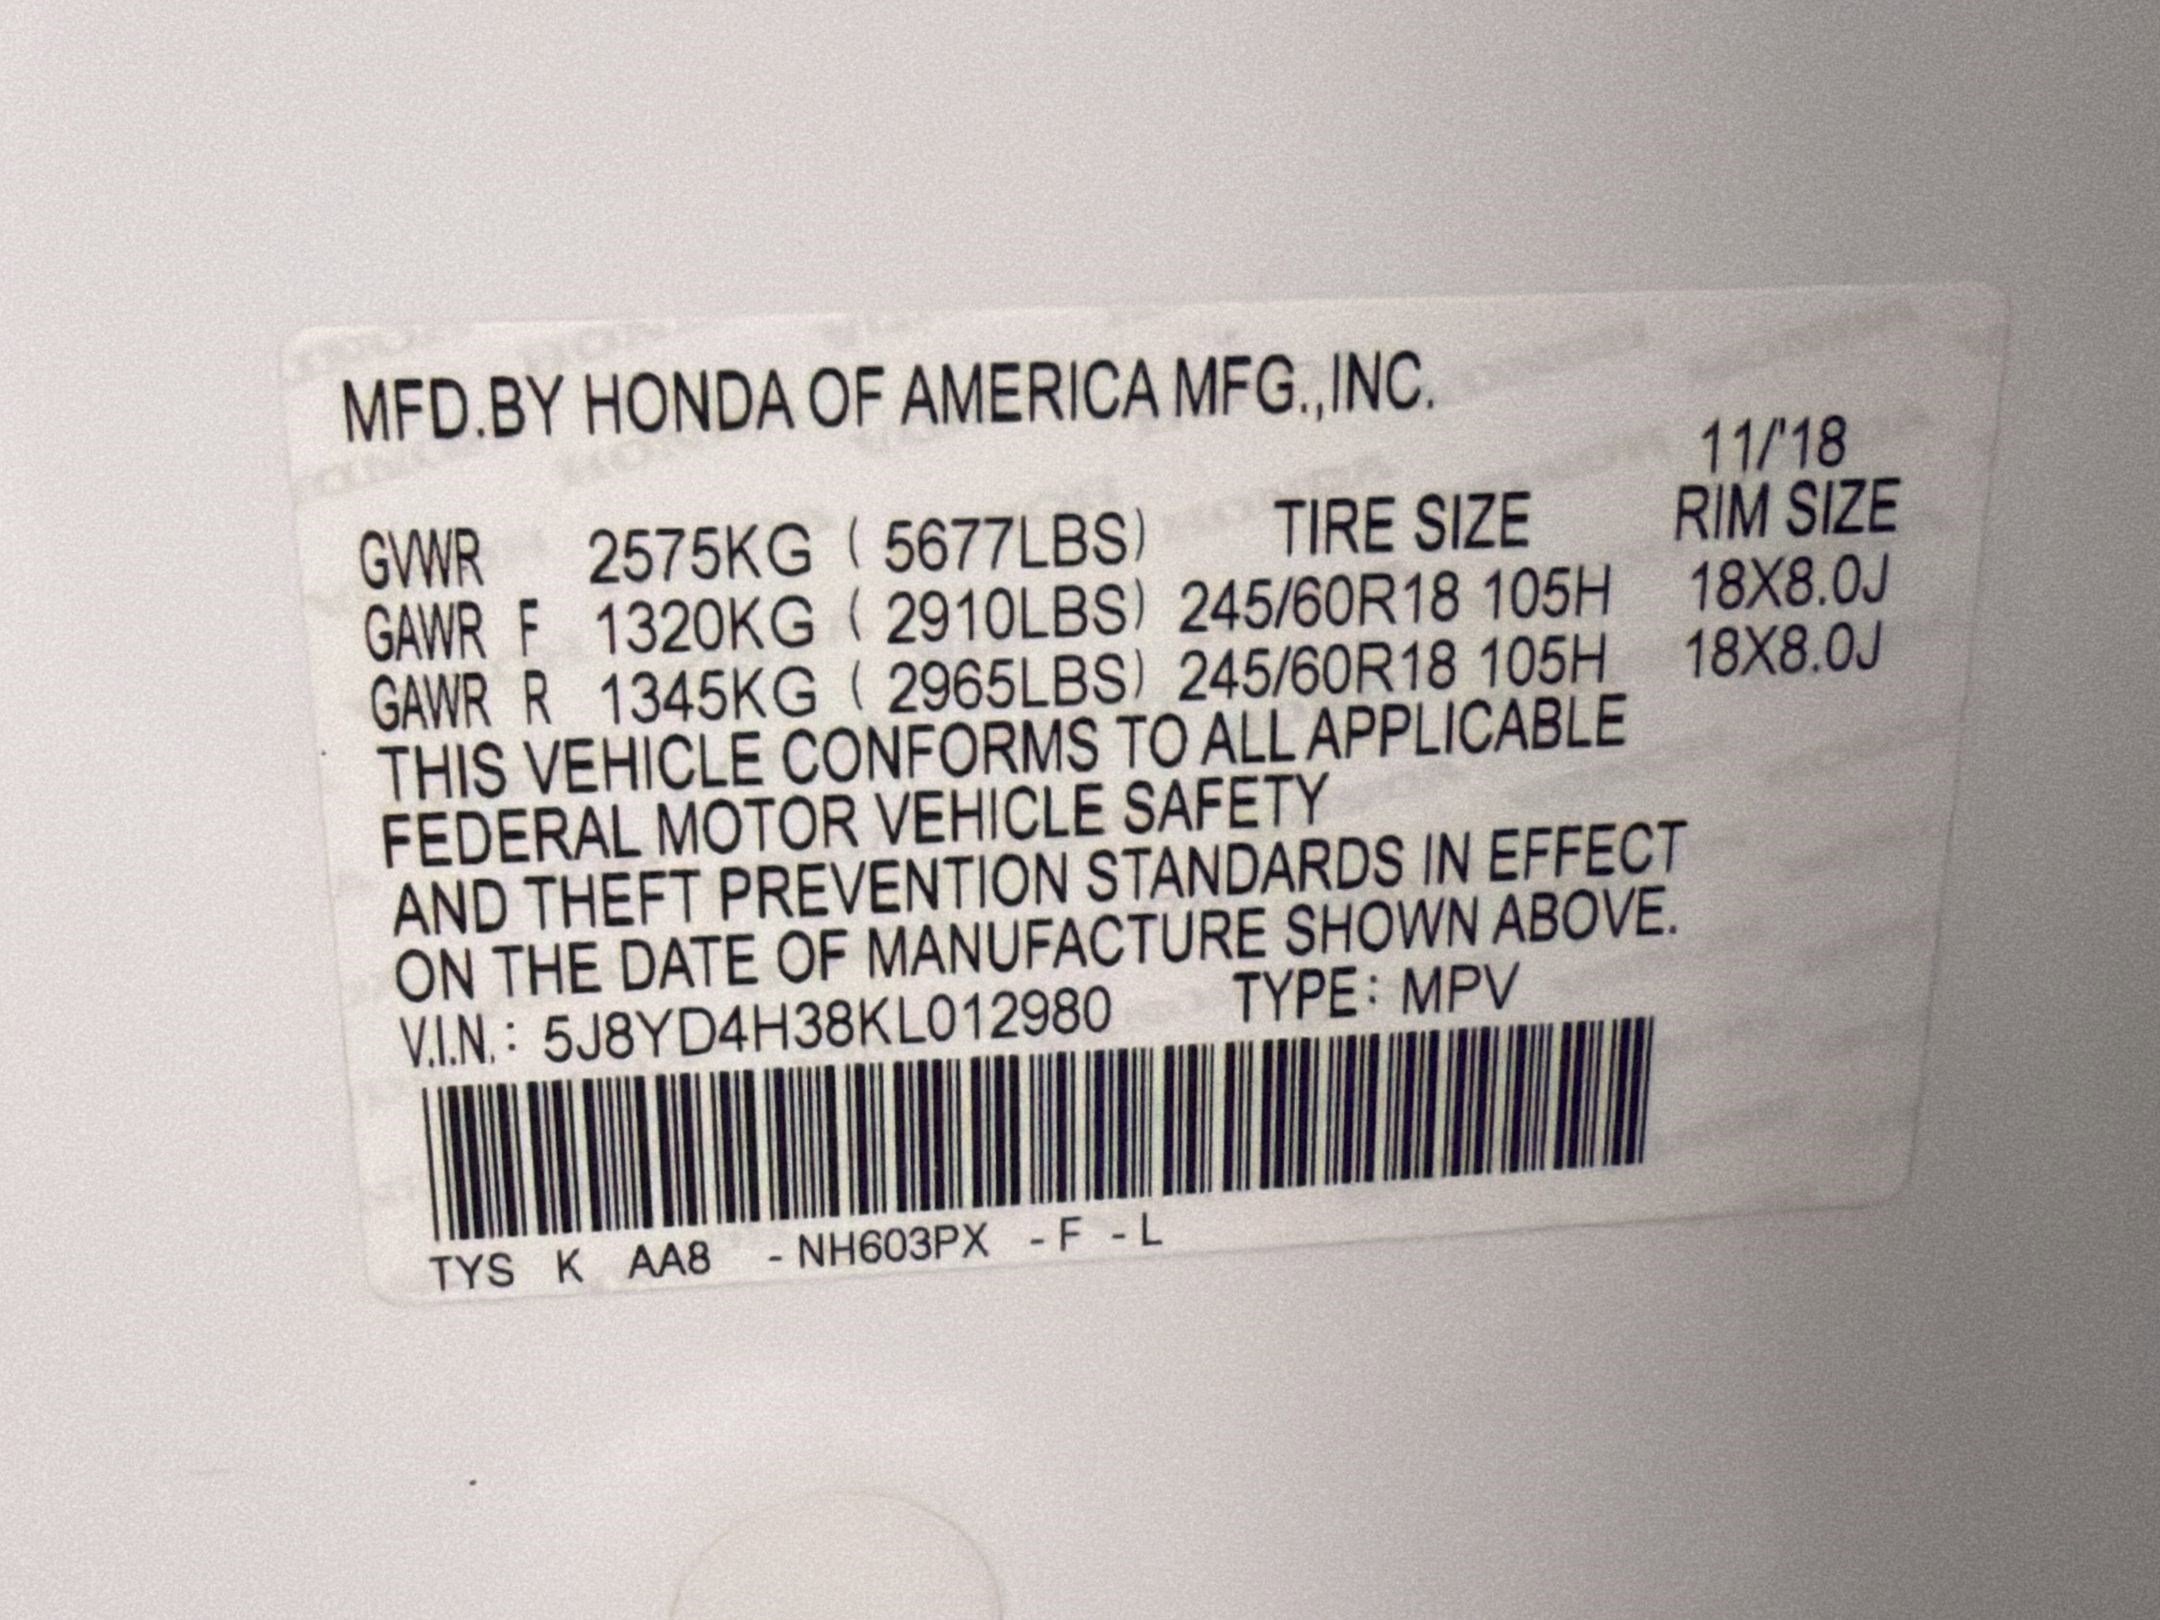 MFD.BY HONDA OF AMERICA MFG.,INC.
11/'18
GVWR 2575KG ( 5677LBS) TIRE SIZE RIM SIZE
GAWR F 1320KG ( 2910LBS) 245/60R18 105H 18X8.0J
GAWR R 1345KG ( 2965LBS) 245/60R18 105H 18X8.0J
THIS VEHICLE CONFORMS TO ALL APPLICABLE
FEDERAL MOTOR VEHICLE SAFETY
AND THEFT PREVENTION STANDARDS IN EFFECT
ON THE DATE OF MANUFACTURE SHOWN ABOVE.
V.I.N.: 5J8YD4H38KL012980 TYPE: MPV
TYS K AA8 -NH603PX -F -L